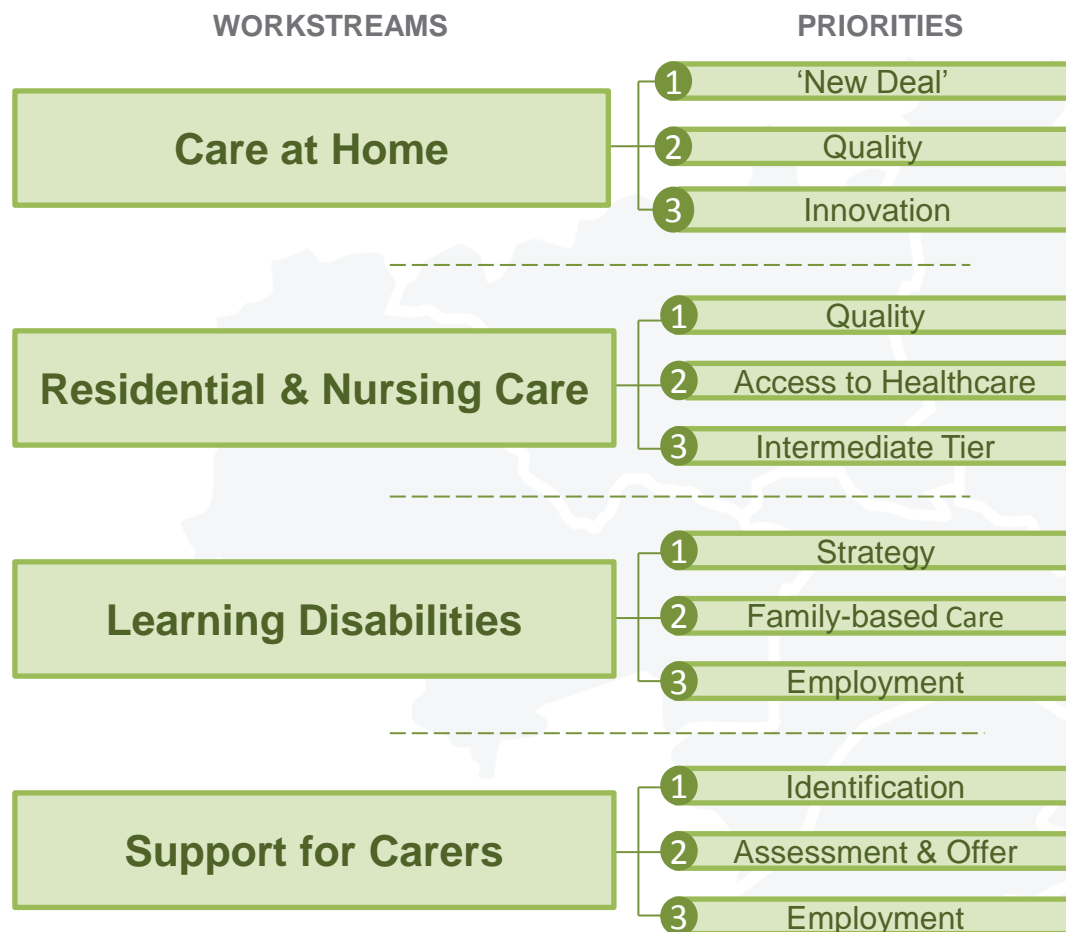 WORKSTREAMS
PRIORITIES
Care at Home
1 ‘New Deal’
2 Quality
3 Innovation
Residential & Nursing Care
1 Quality
2 Access to Healthcare
3 Intermediate Tier
Learning Disabilities
1 Strategy
2 Family-based Care
3 Employment
Support for Carers
1 Identification
2 Assessment & Offer
3 Employment